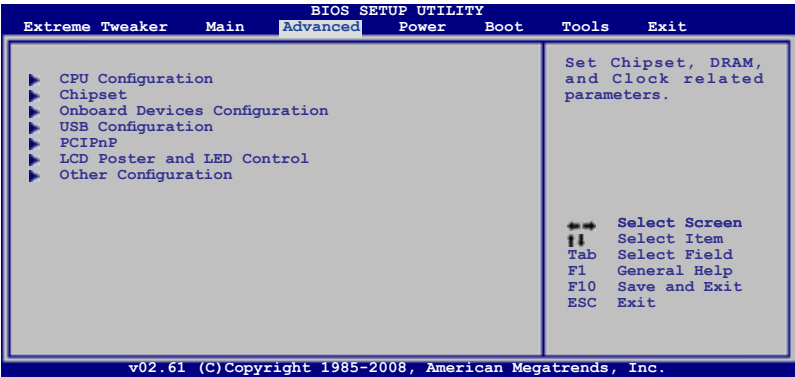 BIOS SETUP UTILITY
Extreme Tweaker Main Advanced Power Boot Tools Exit
CPU Configuration
Chipset
Onboard Devices Configuration
USB Configuration
PCIPnP
LCD Poster and LED Control
Other Configuration
Set Chipset, DRAM,
and Clock related
parameters.
Select Screen
Select Item
Tab Select Field
F1 General Help
F10 Save and Exit
ESC Exit
v02.61 (C)Copyright 1985-2008, American Megatrends, Inc.